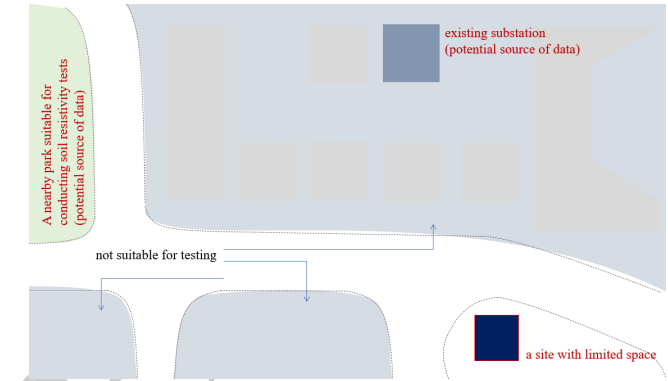 existing substation
(potential source of data)
A nearby park suitable for
conducting soil resistivity tests
(potential source of data)
not suitable for testing
a site with limited space